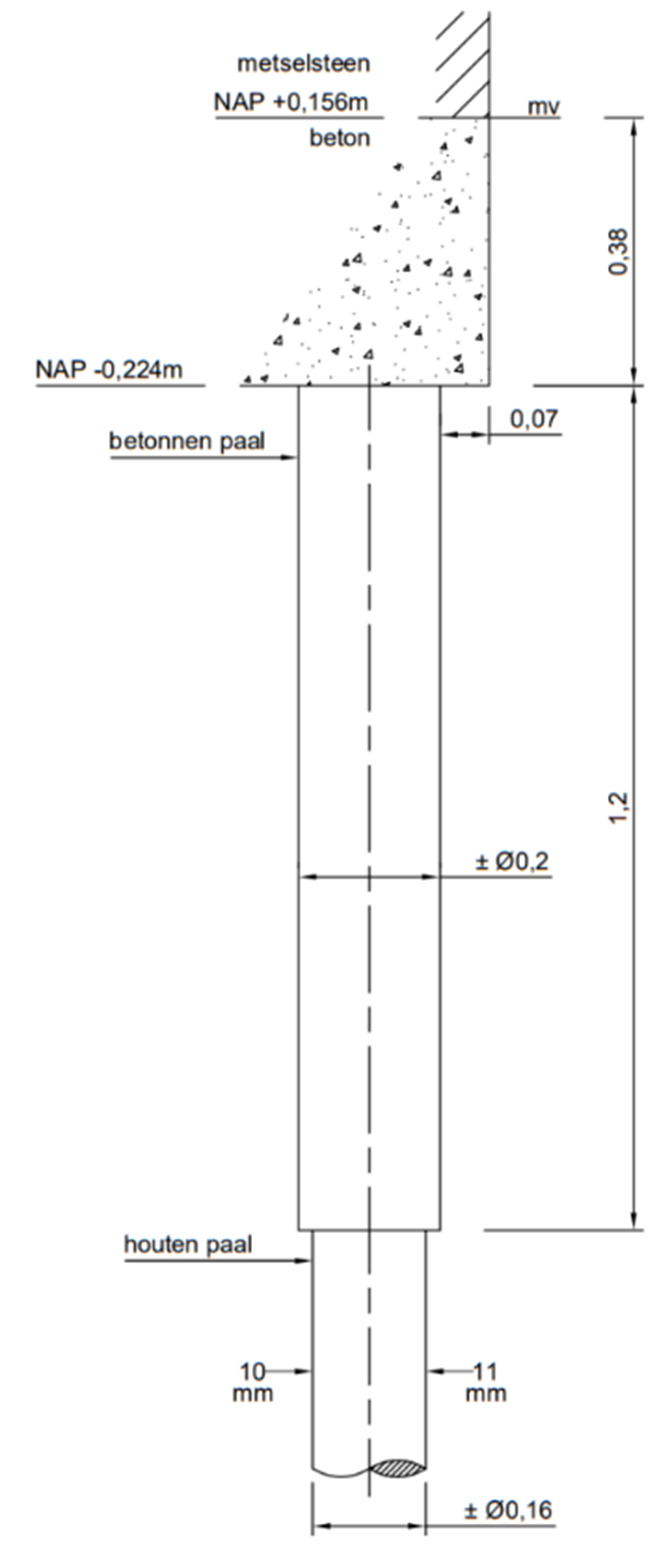 metselsteen
NAP +0,156m
mv
beton
0,38
NAP -0,224m
0,07
betonnen paal
1,2
± Ø0,2
houten paal
10
mm
11
mm
± Ø0,16